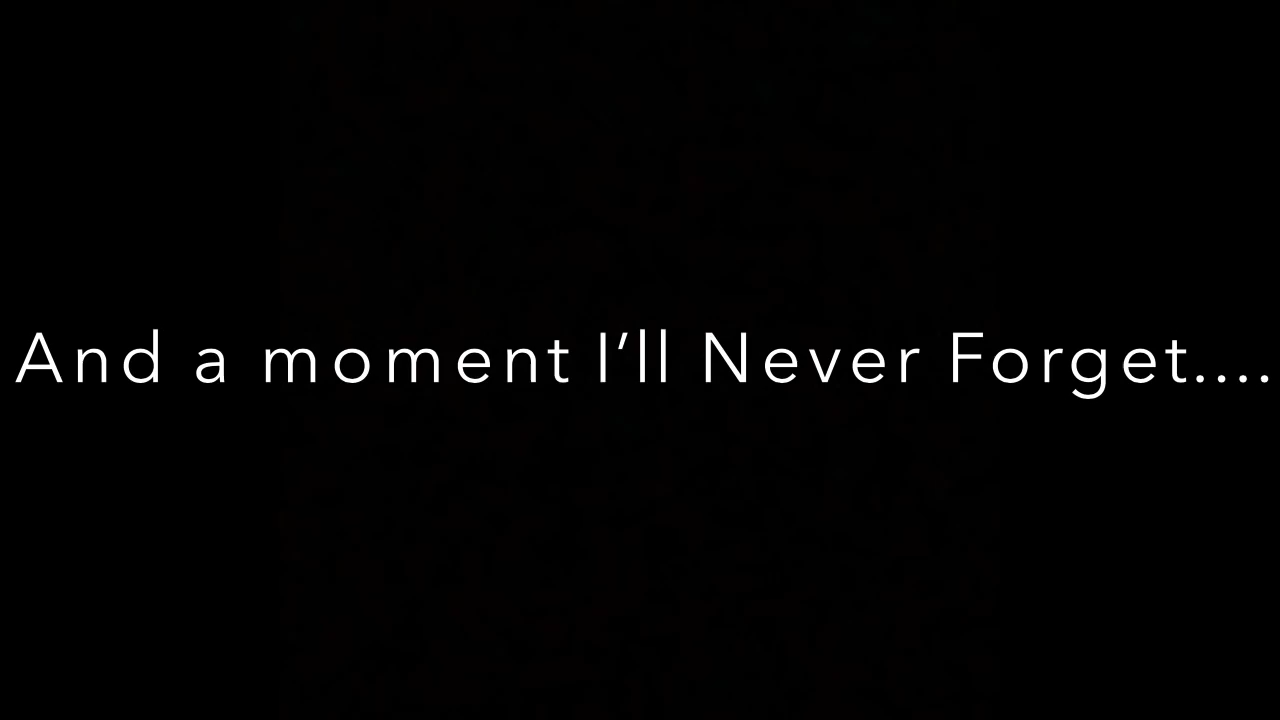 And a moment I’ll Never Forget....